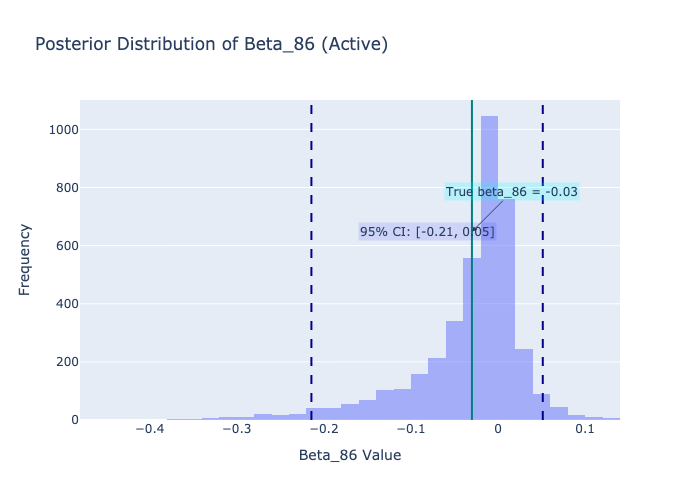 Posterior Distribution of Beta_86 (Active)
1000
800
600
400
200
0
Frequency
True beta_86 = -0.03
95% CI: [-0.21, 0.05]
−0.4
−0.3
−0.2
−0.1
0
0.1
Beta_86 Value